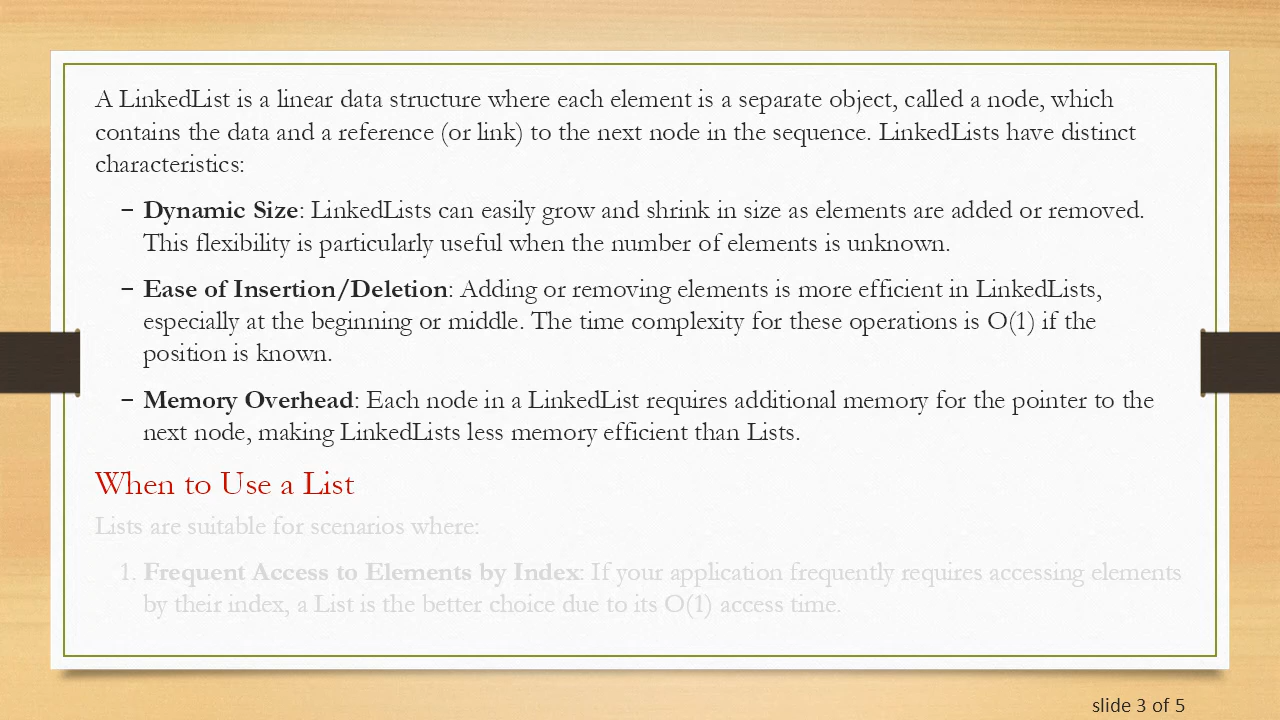 A LinkedList is a linear data structure where each element is a separate object, called a node, which
contains the data and a reference (or link) to the next node in the sequence. LinkedLists have distinct
characteristics:
– Dynamic Size: LinkedLists can easily grow and shrink in size as elements are added or removed.
This flexibility is particularly useful when the number of elements is unknown.
– Ease of Insertion/Deletion: Adding or removing elements is more efficient in LinkedLists,
especially at the beginning or middle. The time complexity for these operations is O(1) if the
position is known.
– Memory Overhead: Each node in a LinkedList requires additional memory for the pointer to the
next node, making LinkedLists less memory efficient than Lists.
When to Use a List
Lists are suitable for scenarios where:
1. Frequent Access to Elements by Index: If your application frequently requires accessing elements
by their index, a List is the better choice due to its O(1) access time.
slide 3 of 5